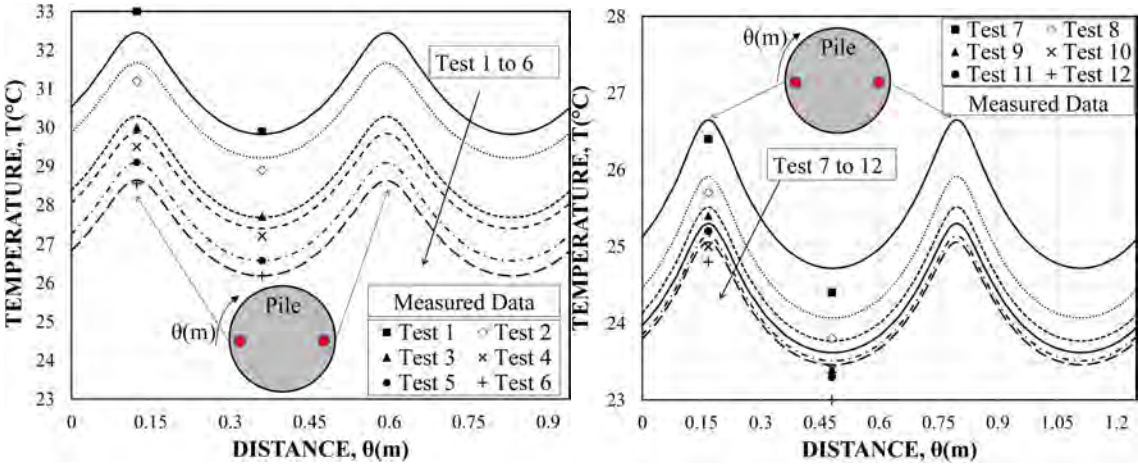 TEMPERATURE, T(°C)
33
32
31
30
29
28
27
26
25
24
23
0
0.15
0.3
0.45
0.6
0.75
0.9
DISTANCE, θ(m)
Test 1 to 6
Pile
θ(m)
Measured Data
Test 1
Test 2
Test 3
Test 4
Test 5
Test 6
TEMPERATURE, T(°C)
28
27
26
25
24
23
0
0.15
0.3
0.45
0.6
0.75
0.9
1.05
1.2
DISTANCE, θ(m)
θ(m)
Pile
Test 7
Test 8
Test 9
Test 10
Test 11
Test 12
Measured Data
Test 7 to 12